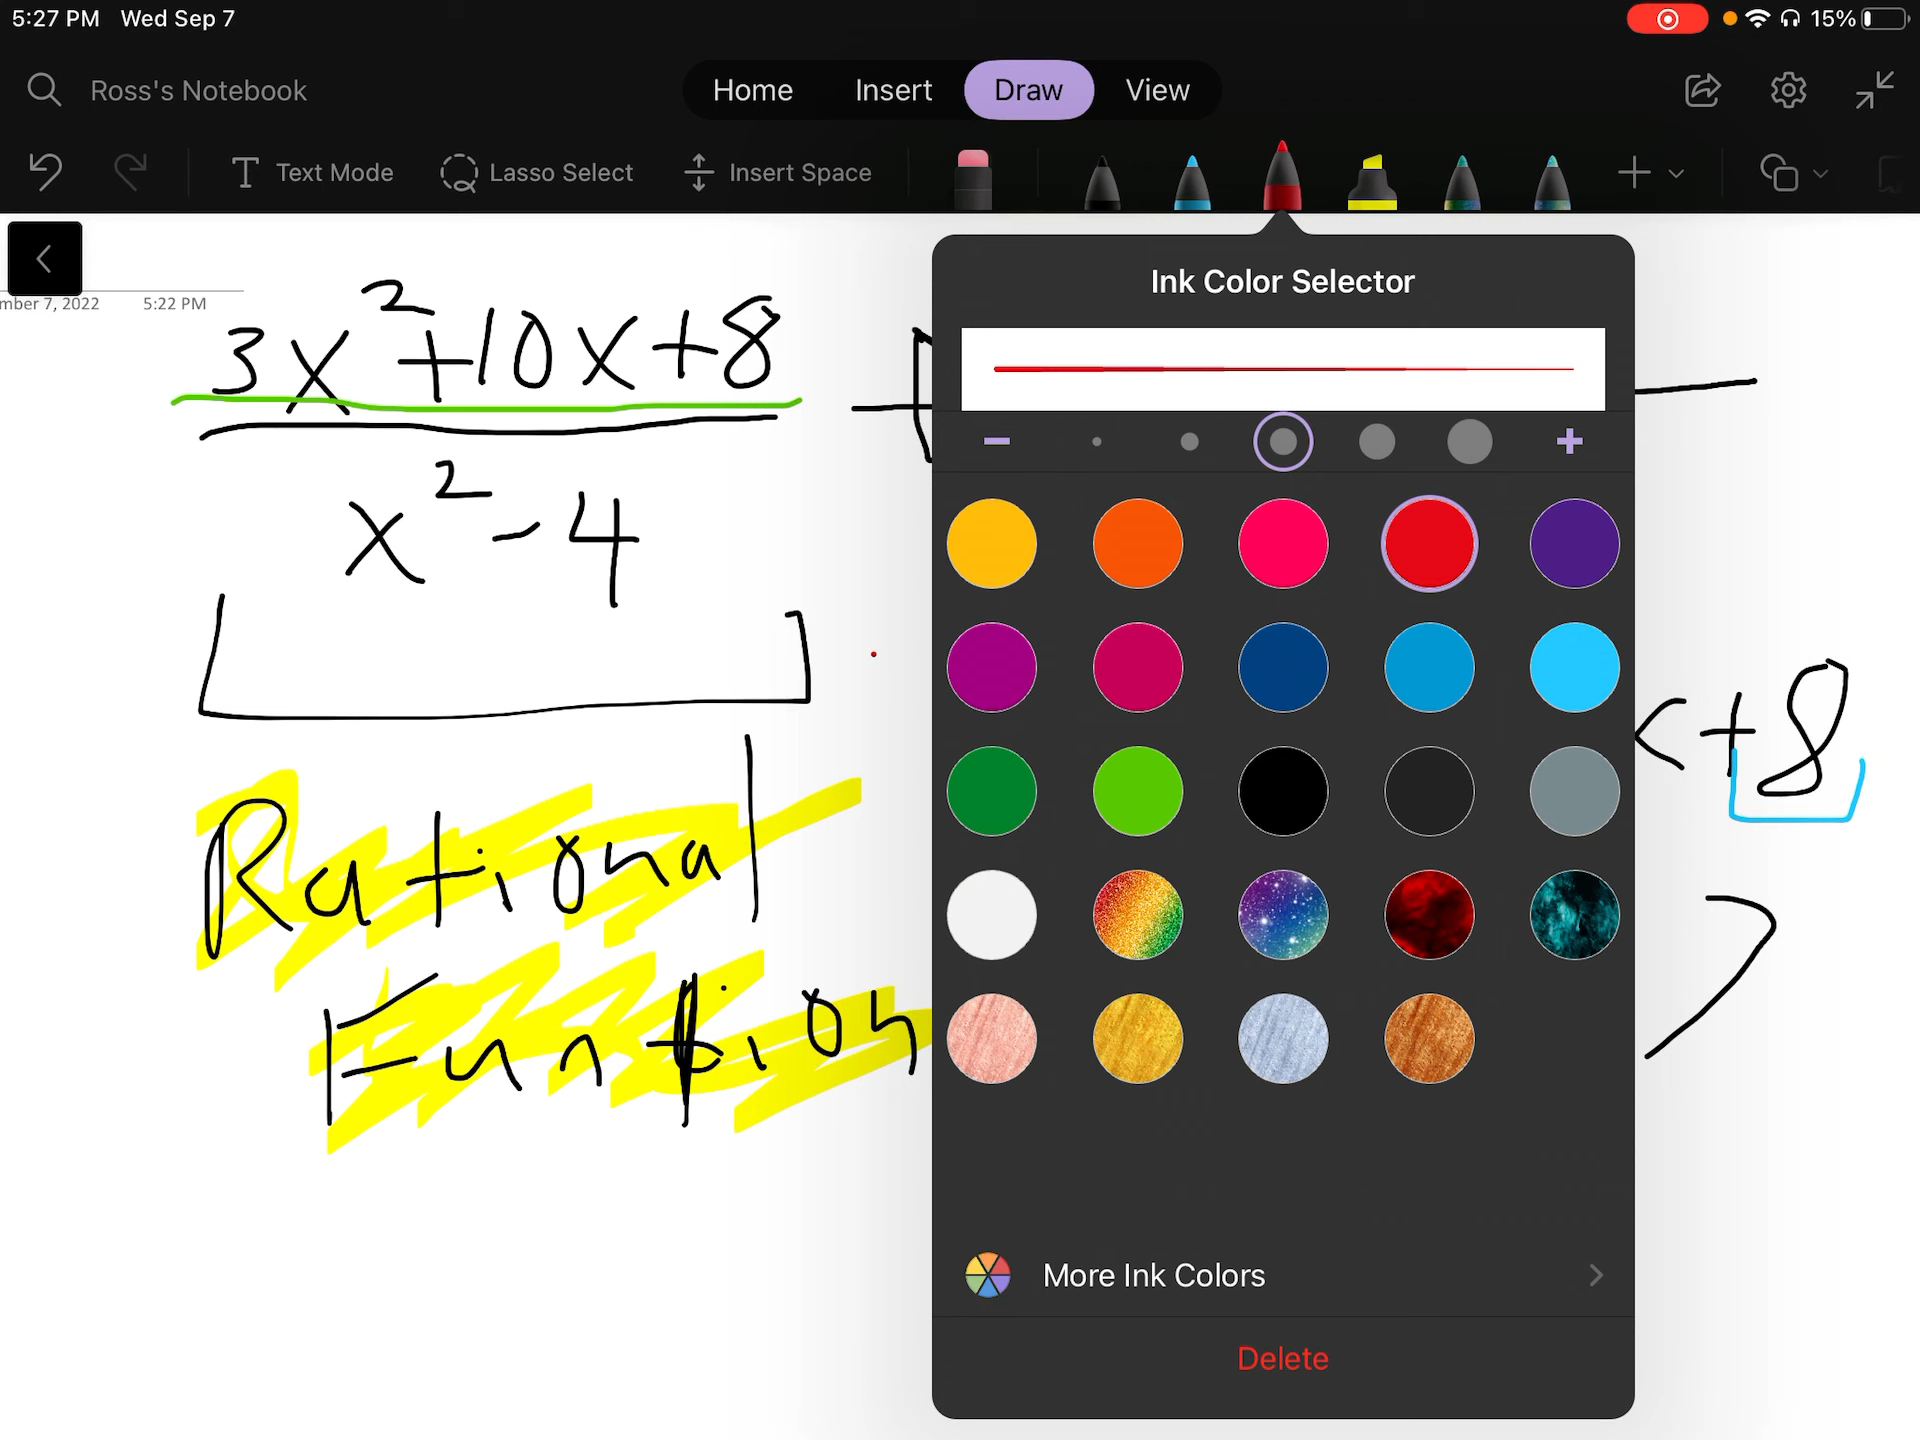 5:27 PM Wed Sep 7 15%
Ross's Notebook Home Insert Draw View
Text Mode Lasso Select Insert Space
mber 7, 2022 5:22 PM
Ink Color Selector
3x²+10x+8
x²-4
+8
Rational
Funtion
More Ink Colors
Delete